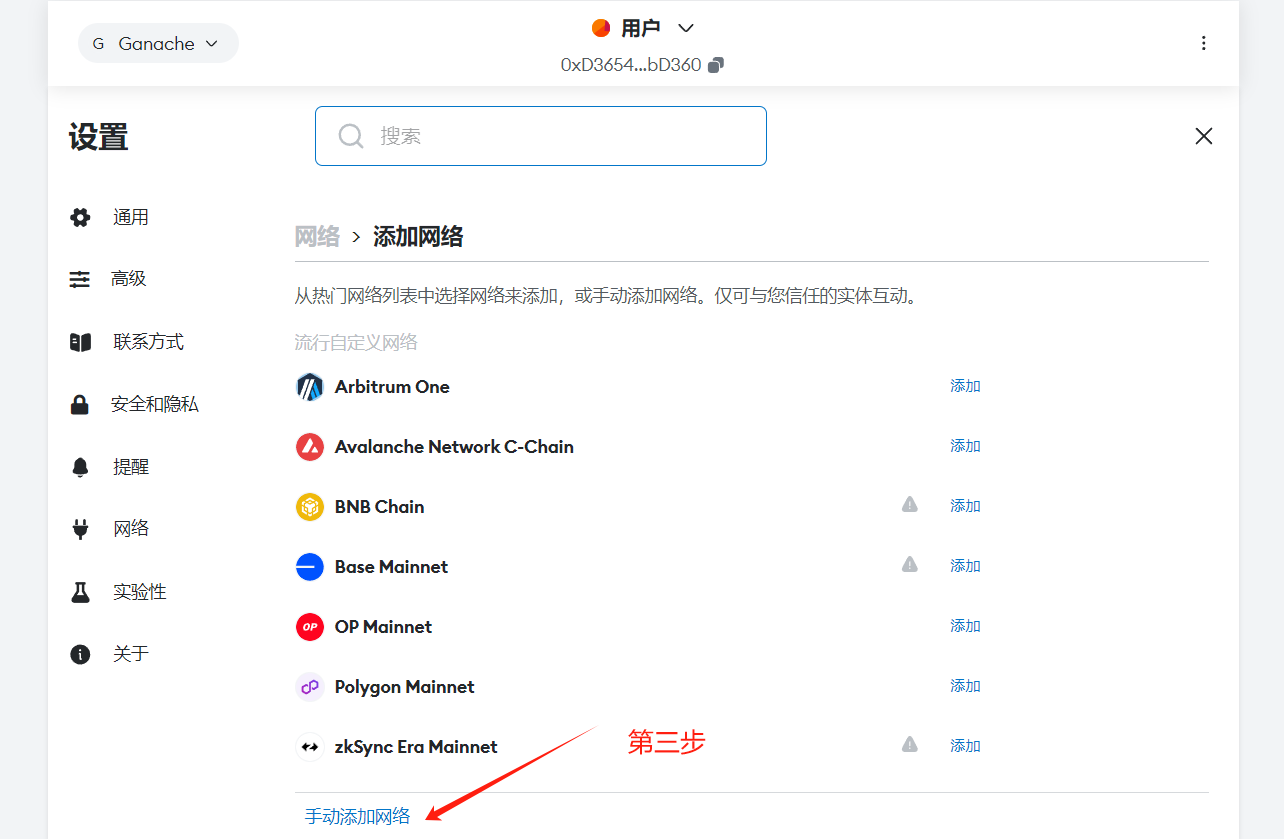 G Ganache
用户
0xD3654...bD360
设置
搜索
通用
高级
联系方式
安全和隐私
提醒
网络
实验性
关于
网络 > 添加网络
从热门网络列表中选择网络来添加，或手动添加网络。仅可与您信任的实体互动。
流行自定义网络
Arbitrum One 添加
Avalanche Network C-Chain 添加
BNB Chain 添加
Base Mainnet 添加
OP OP Mainnet 添加
Polygon Mainnet 添加
zkSync Era Mainnet 添加
第三步
手动添加网络